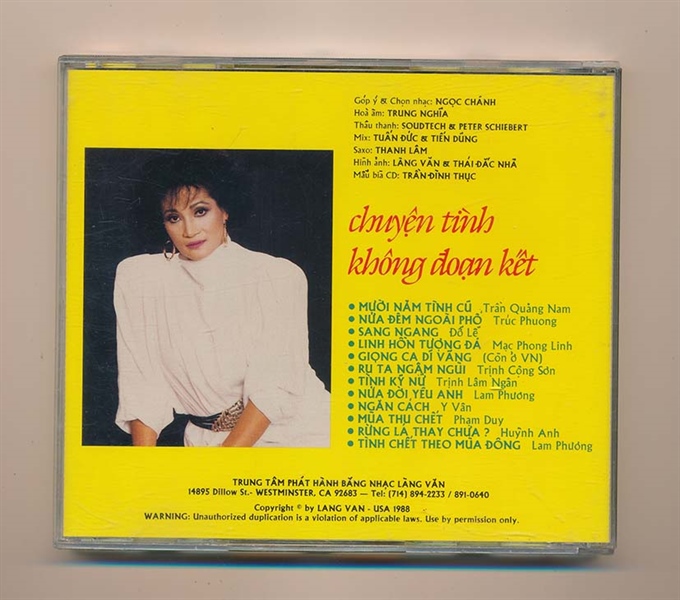 Góp ý & Chọn nhạc: NGỌC CHÁNH
Hoà âm: TRUNG NGHĨA
Thâu thanh: SOUDTECH & PETER SCHIEBERT
Mix: TUẤN ĐỨC & TIẾN DŨNG
Saxo: THANH LÂM
Hình ảnh: LÀNG VĂN & THÁI ĐẮC NHÃ
Mẫu bìa CD: TRẦN ĐÌNH THỤC
chuyện tình
không đoạn kết
• MƯỜI NĂM TÌNH CŨ Trần Quảng Nam
• NỬA ĐÊM NGOÀI PHỐ Trúc Phương
• SANG NGANG Đổ Lễ
• LINH HỒN TƯỢNG ĐÁ Mạc Phong Linh
• GIỌNG CA DĨ VÃNG (Còn ở VN)
• RU TA NGẬM NGÙI Trịnh Công Sơn
• TÌNH KỸ NỮ Trịnh Lâm Ngân
• NỬA ĐỜI YÊU ANH Lam Phương
• NGĂN CÁCH Y Vân
• MÙA THU CHẾT Phạm Duy
• RỪNG LÁ THAY CHƯA ? Huỳnh Anh
• TÌNH CHẾT THEO MÙA ĐÔNG Lam Phương
TRUNG TÂM PHÁT HÀNH BĂNG NHẠC LÀNG VĂN
14895 Dillow St.- WESTMINSTER, CA 92683 — Tel: (714) 894-2233 / 891-0640
Copyright © by LANG VAN - USA 1988
WARNING: Unauthorized duplication is a violation of applicable laws. Use by permission only.